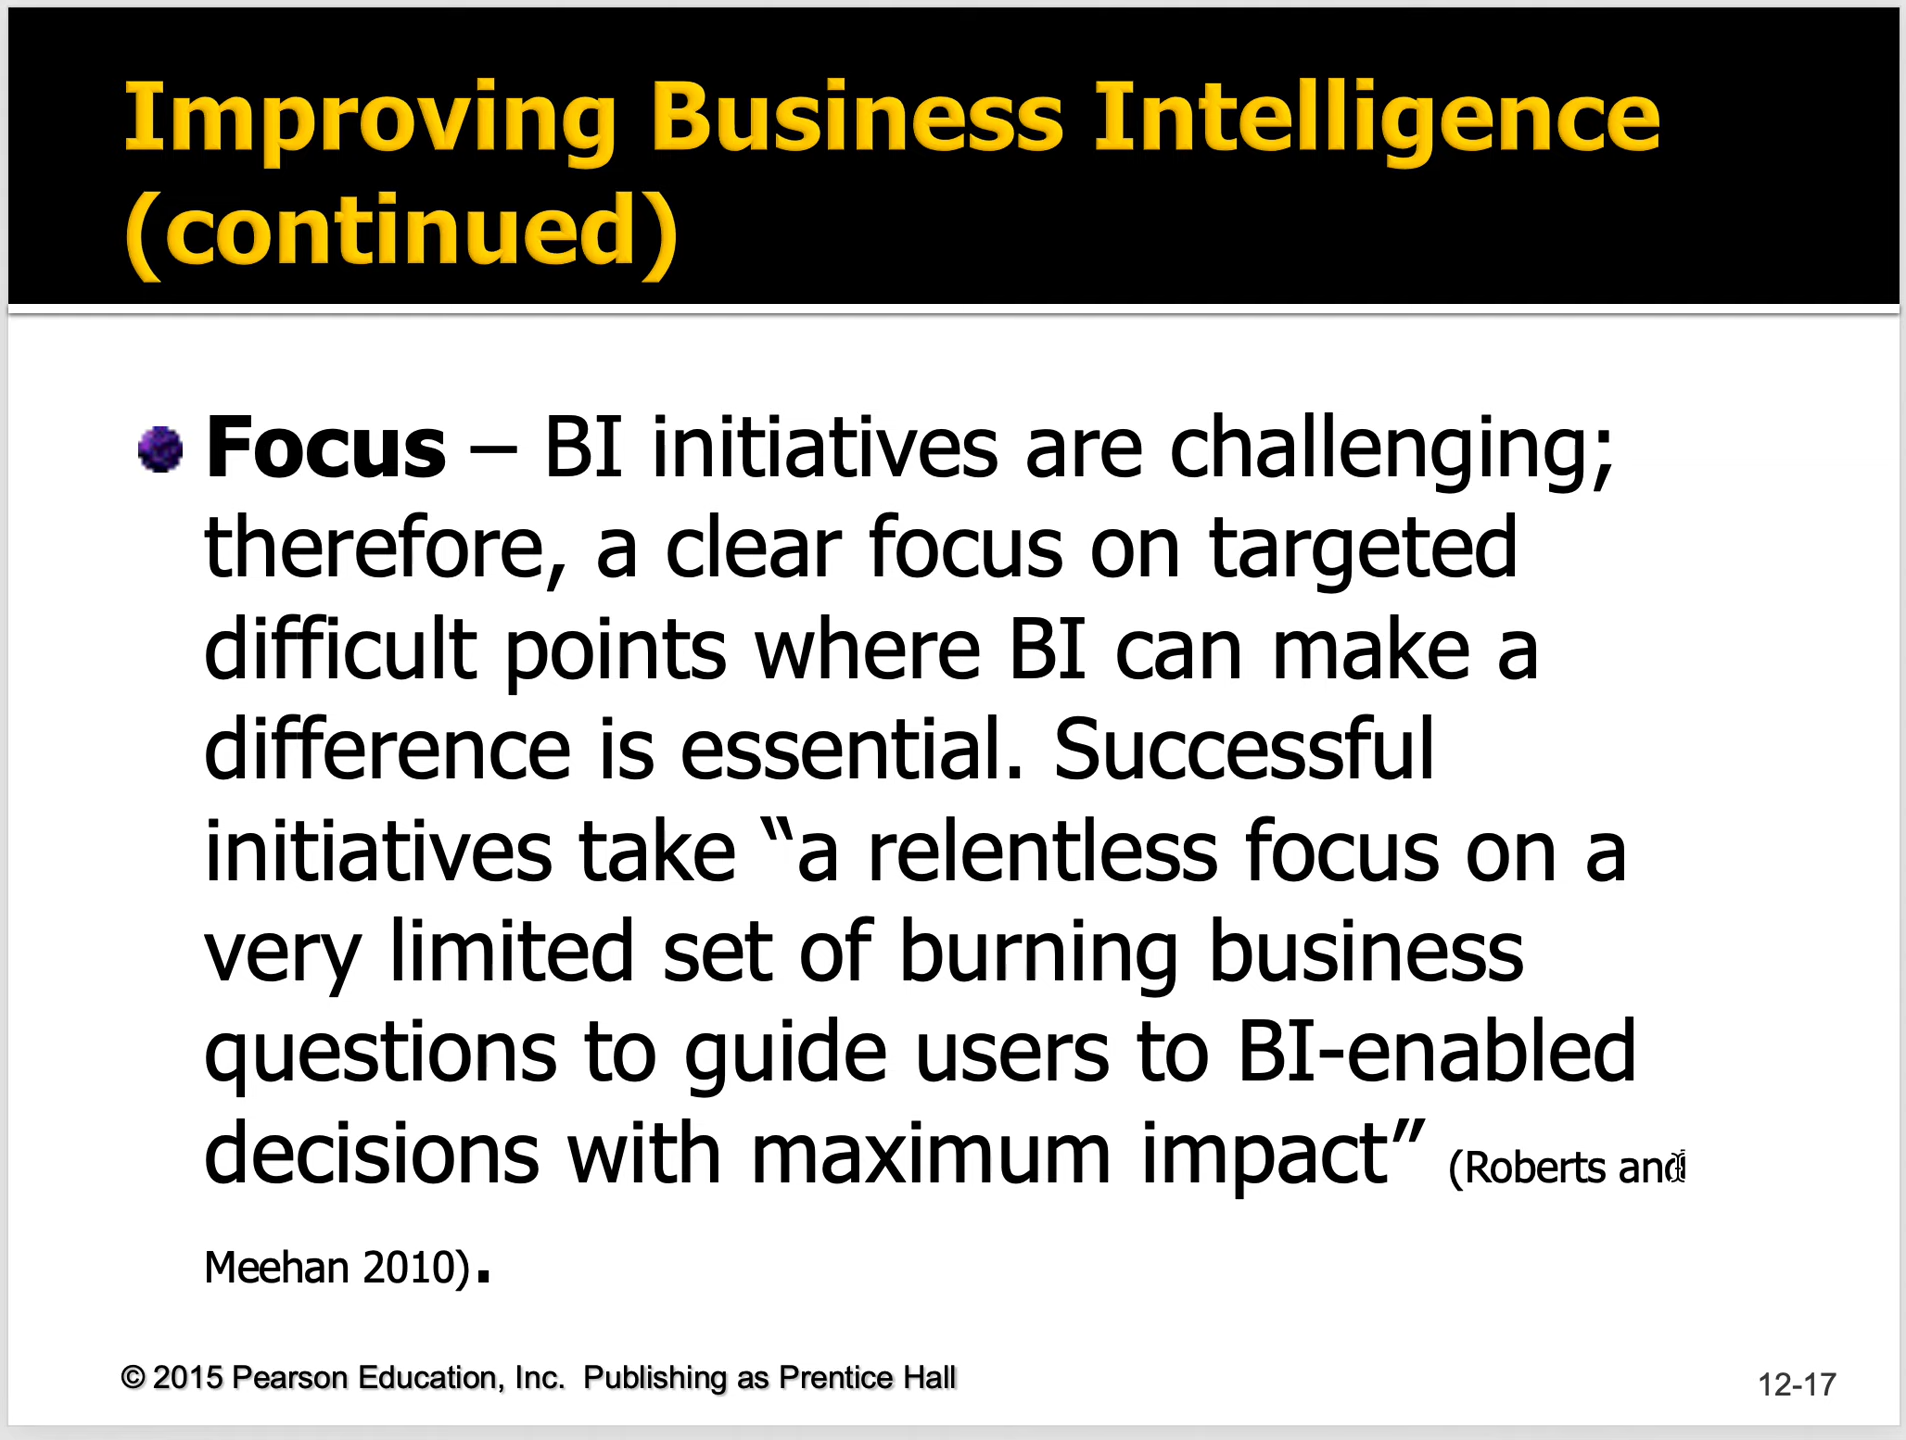 Improving Business Intelligence
(continued)
Focus – BI initiatives are challenging;
therefore, a clear focus on targeted
difficult points where BI can make a
difference is essential. Successful
initiatives take “a relentless focus on a
very limited set of burning business
questions to guide users to BI-enabled
decisions with maximum impact” (Roberts and
Meehan 2010).
© 2015 Pearson Education, Inc. Publishing as Prentice Hall
12-17